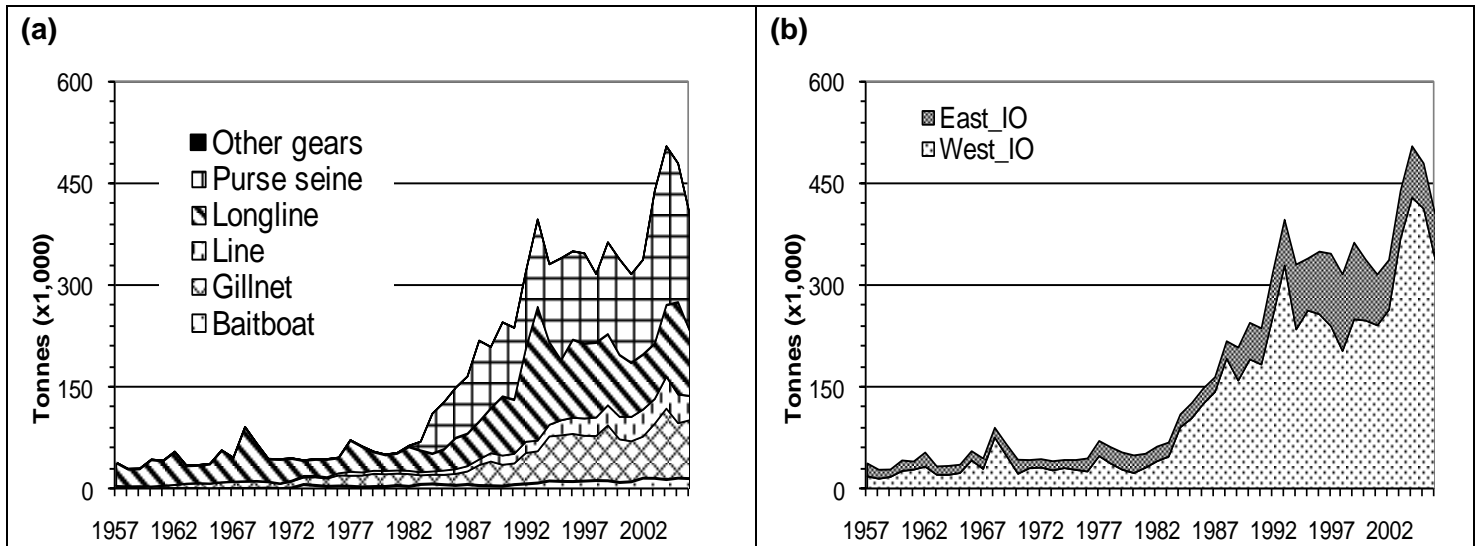 (a)
600
450
300
150
0
Tonnes (x1,000)
Other gears
Purse seine
Longline
Line
Gillnet
Baitboat
1957 1962 1967 1972 1977 1982 1987 1992 1997 2002
(b)
600
450
300
150
0
Tonnes (x1,000)
East_IO
West_IO
1957 1962 1967 1972 1977 1982 1987 1992 1997 2002